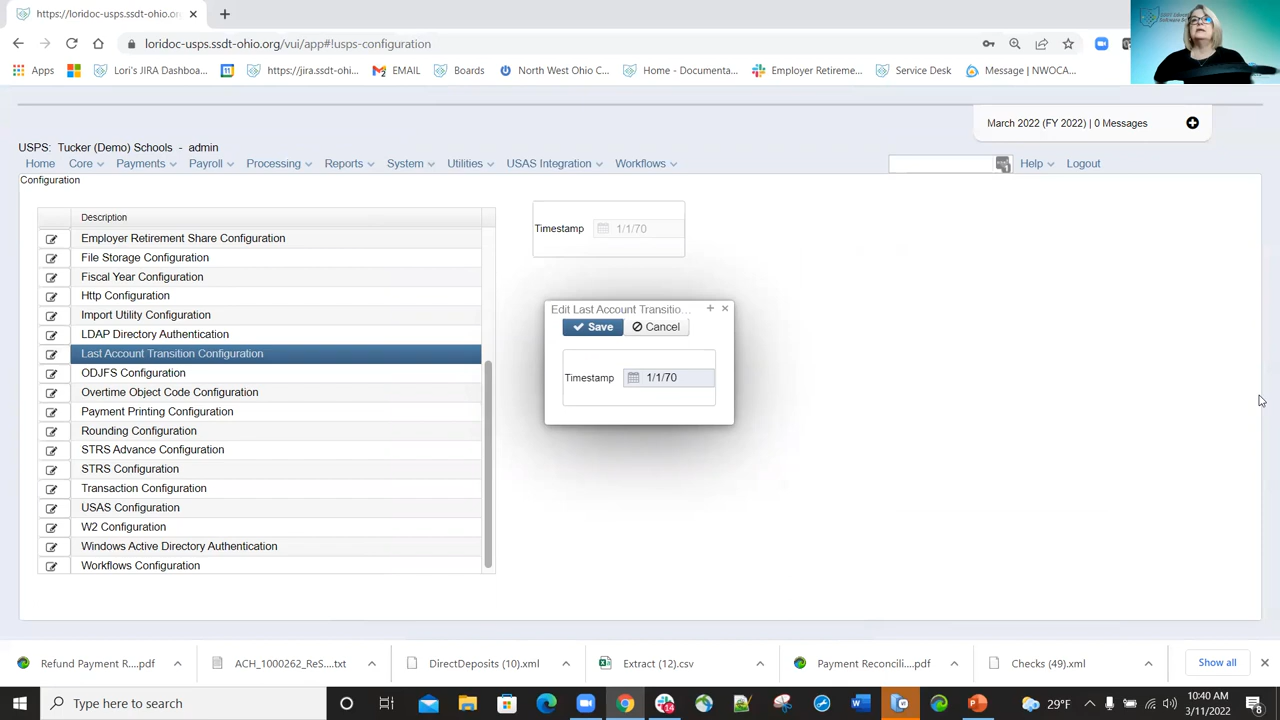 https://loridoc-usps.ssdt-ohio.or
loridoc-usps.ssdt-ohio.org/vui/app#!usps-configuration
Apps
Lori's JIRA Dashboa...
https://jira.ssdt-ohi...
EMAIL
Boards
North West Ohio C...
Home - Documenta...
Employer Retireme...
Service Desk
Message | NWOCA...
March 2022 (FY 2022) | 0 Messages
USPS: Tucker (Demo) Schools - admin
Home Core Payments Payroll Processing Reports System Utilities USAS Integration Workflows Help Logout
Configuration
Description
Employer Retirement Share Configuration
File Storage Configuration
Fiscal Year Configuration
Http Configuration
Import Utility Configuration
LDAP Directory Authentication
Last Account Transition Configuration
ODJFS Configuration
Overtime Object Code Configuration
Payment Printing Configuration
Rounding Configuration
STRS Advance Configuration
STRS Configuration
Transaction Configuration
USAS Configuration
W2 Configuration
Windows Active Directory Authentication
Workflows Configuration
Timestamp 1/1/70
Edit Last Account Transitio...
Save Cancel
Timestamp 1/1/70
Refund Payment R....pdf
ACH_1000262_ReS....txt
DirectDeposits (10).xml
Extract (12).csv
Payment Reconcili....pdf
Checks (49).xml
Show all
Type here to search
14
29°F
10:40 AM
3/11/2022
8